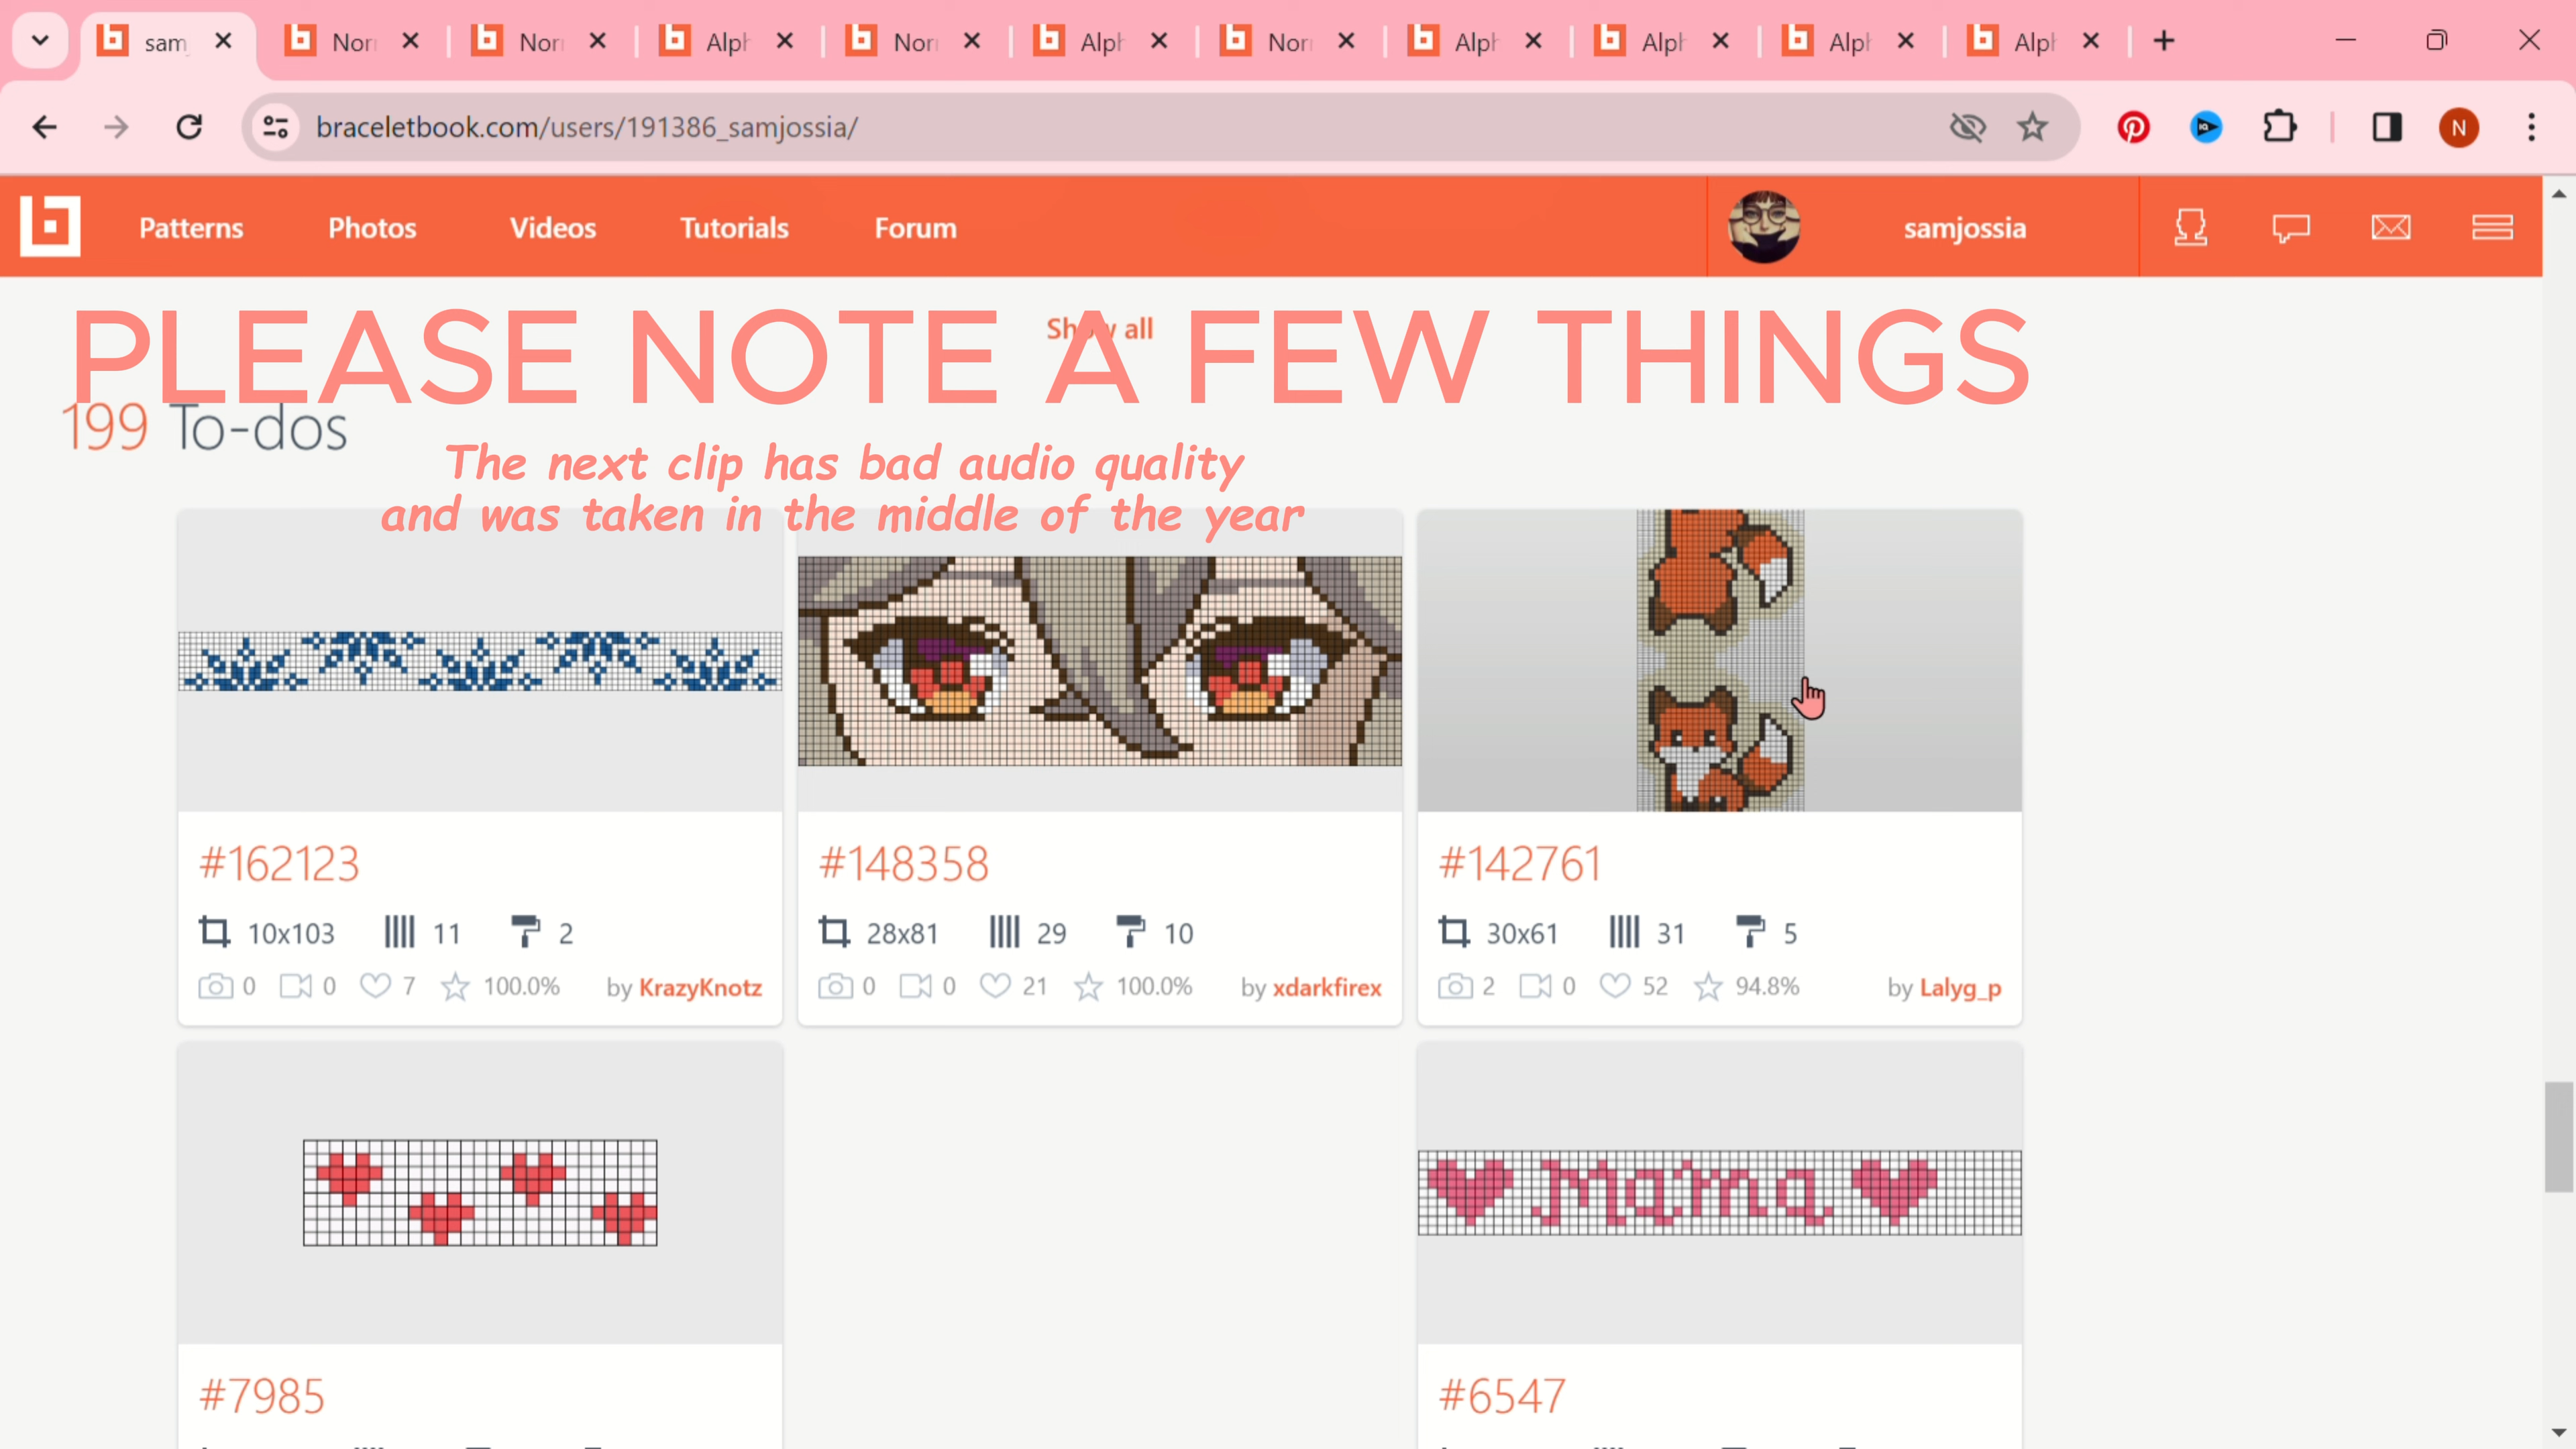 sam
Nor
Nor
Alph
Nor
Alph
Nor
Alph
Alph
Alph
Alph
braceletbook.com/users/191386_samjossia/
N
Patterns
Photos
Videos
Tutorials
Forum
samjossia
Show all
PLEASE NOTE A FEW THINGS
199 To-dos
The next clip has bad audio quality
and was taken in the middle of the year
#162123
10x103 11 2
0 0 7 100.0% by KrazyKnotz
#148358
28x81 29 10
0 0 21 100.0% by xdarkfirex
#142761
30x61 31 5
2 0 52 94.8% by Lalyg_p
Mama
#7985
#6547